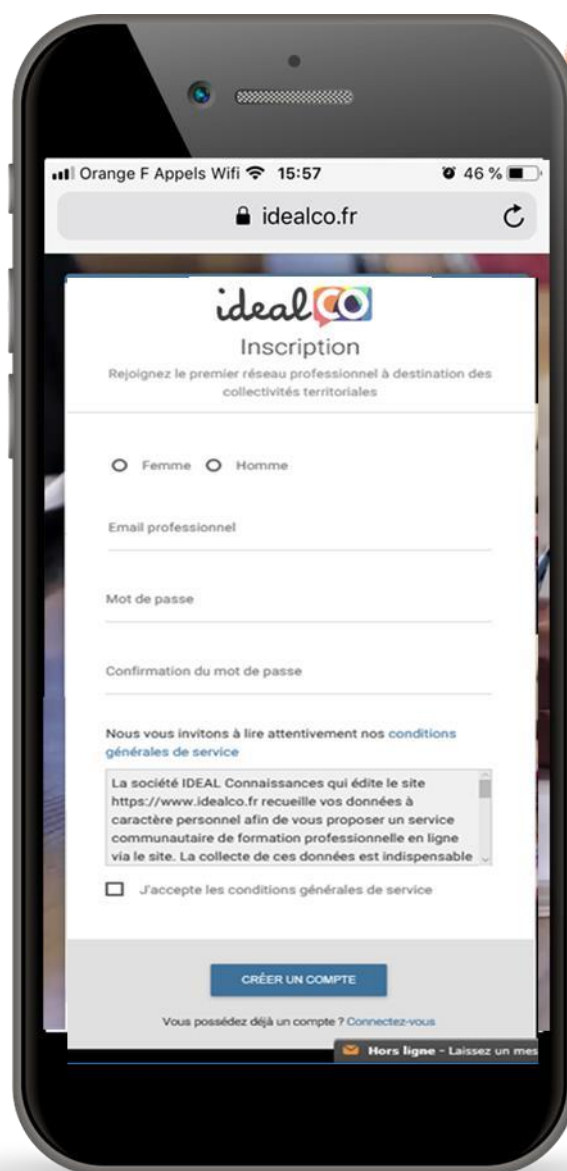 Orange F Appels Wifi 15:57 46 %
idealco.fr
idealCO
Inscription
Rejoignez le premier réseau professionnel à destination des
collectivités territoriales
Femme Homme
Email professionnel
Mot de passe
Confirmation du mot de passe
Nous vous invitons à lire attentivement nos conditions
générales de service
La société IDEAL Connaissances qui édite le site
https://www.idealco.fr recueille vos données à
caractère personnel afin de vous proposer un service
communautaire de formation professionnelle en ligne
via le site. La collecte de ces données est indispensable
J'accepte les conditions générales de service
CRÉER UN COMPTE
Vous possédez déjà un compte ? Connectez-vous
Hors ligne - Laissez un mes